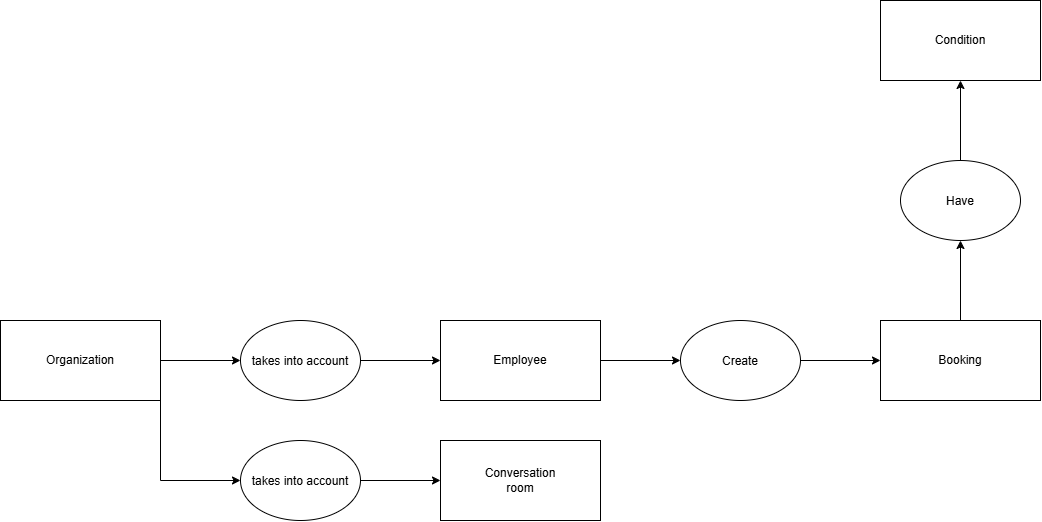 Condition
Have
Organization
takes into account
Employee
Create
Booking
takes into account
Conversation
room